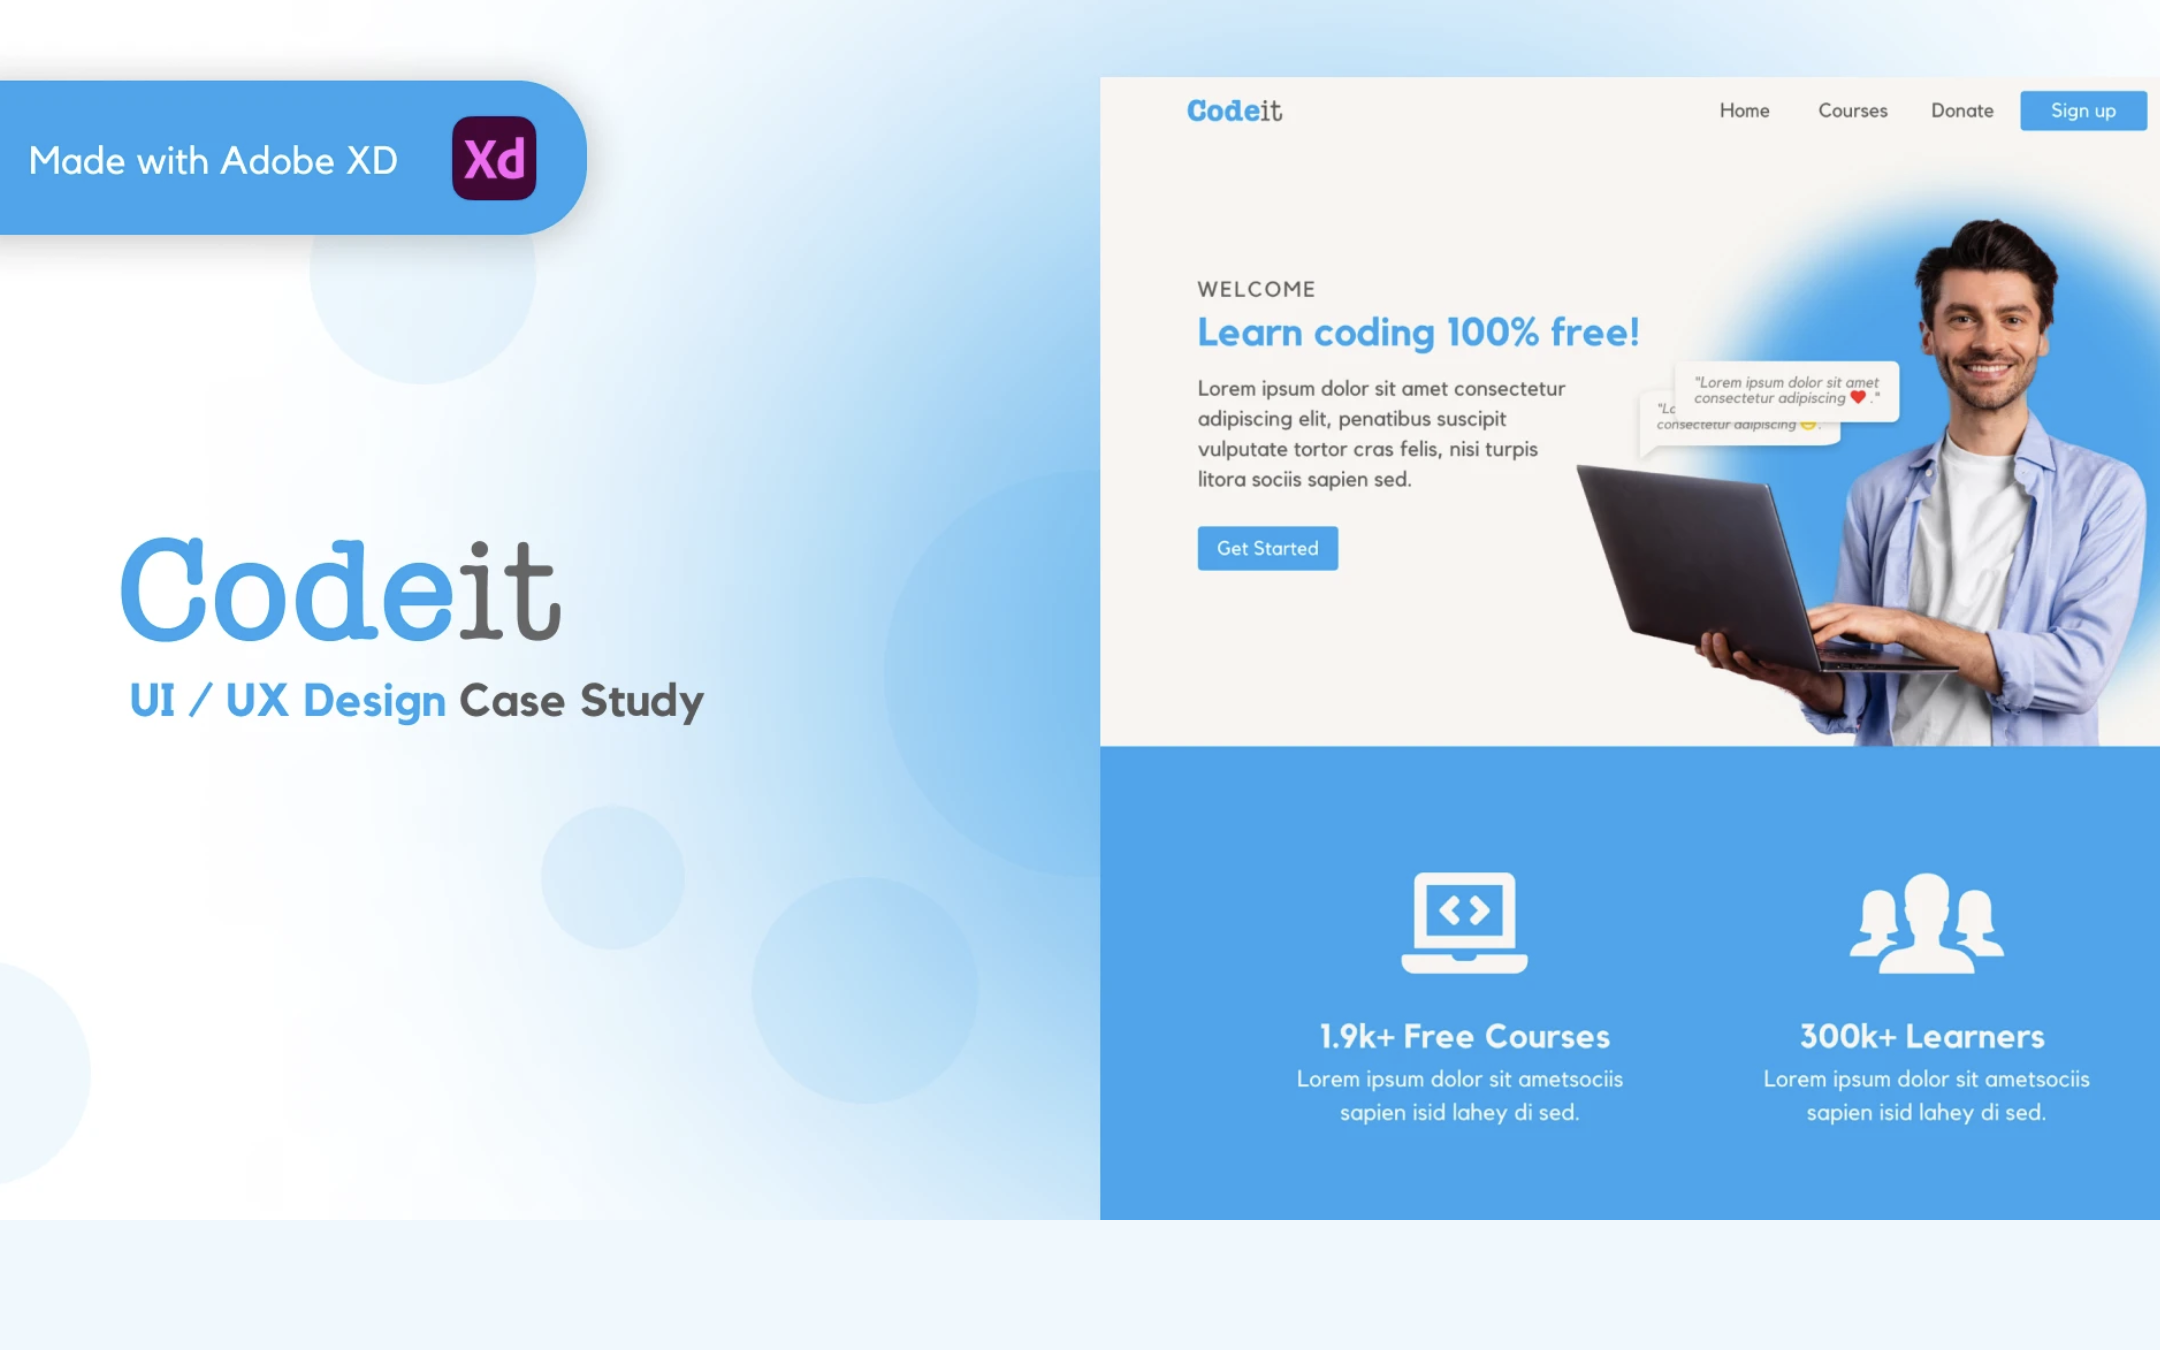 Made with Adobe XD
Xd
Codeit
UI / UX Design Case Study
Codeit
Home
Courses
Donate
Sign up
WELCOME
Learn coding 100% free!
Lorem ipsum dolor sit amet consectetur
adipiscing elit, penatibus suscipit
vulputate tortor cras felis, nisi turpis
litora sociis sapien sed.
Get Started
"Lorem ipsum dolor sit amet
consectetur adipiscing ❤️ ."
consectetur adipiscing
1.9k+ Free Courses
Lorem ipsum dolor sit ametsociis
sapien isid lahey di sed.
300k+ Learners
Lorem ipsum dolor sit ametsociis
sapien isid lahey di sed.